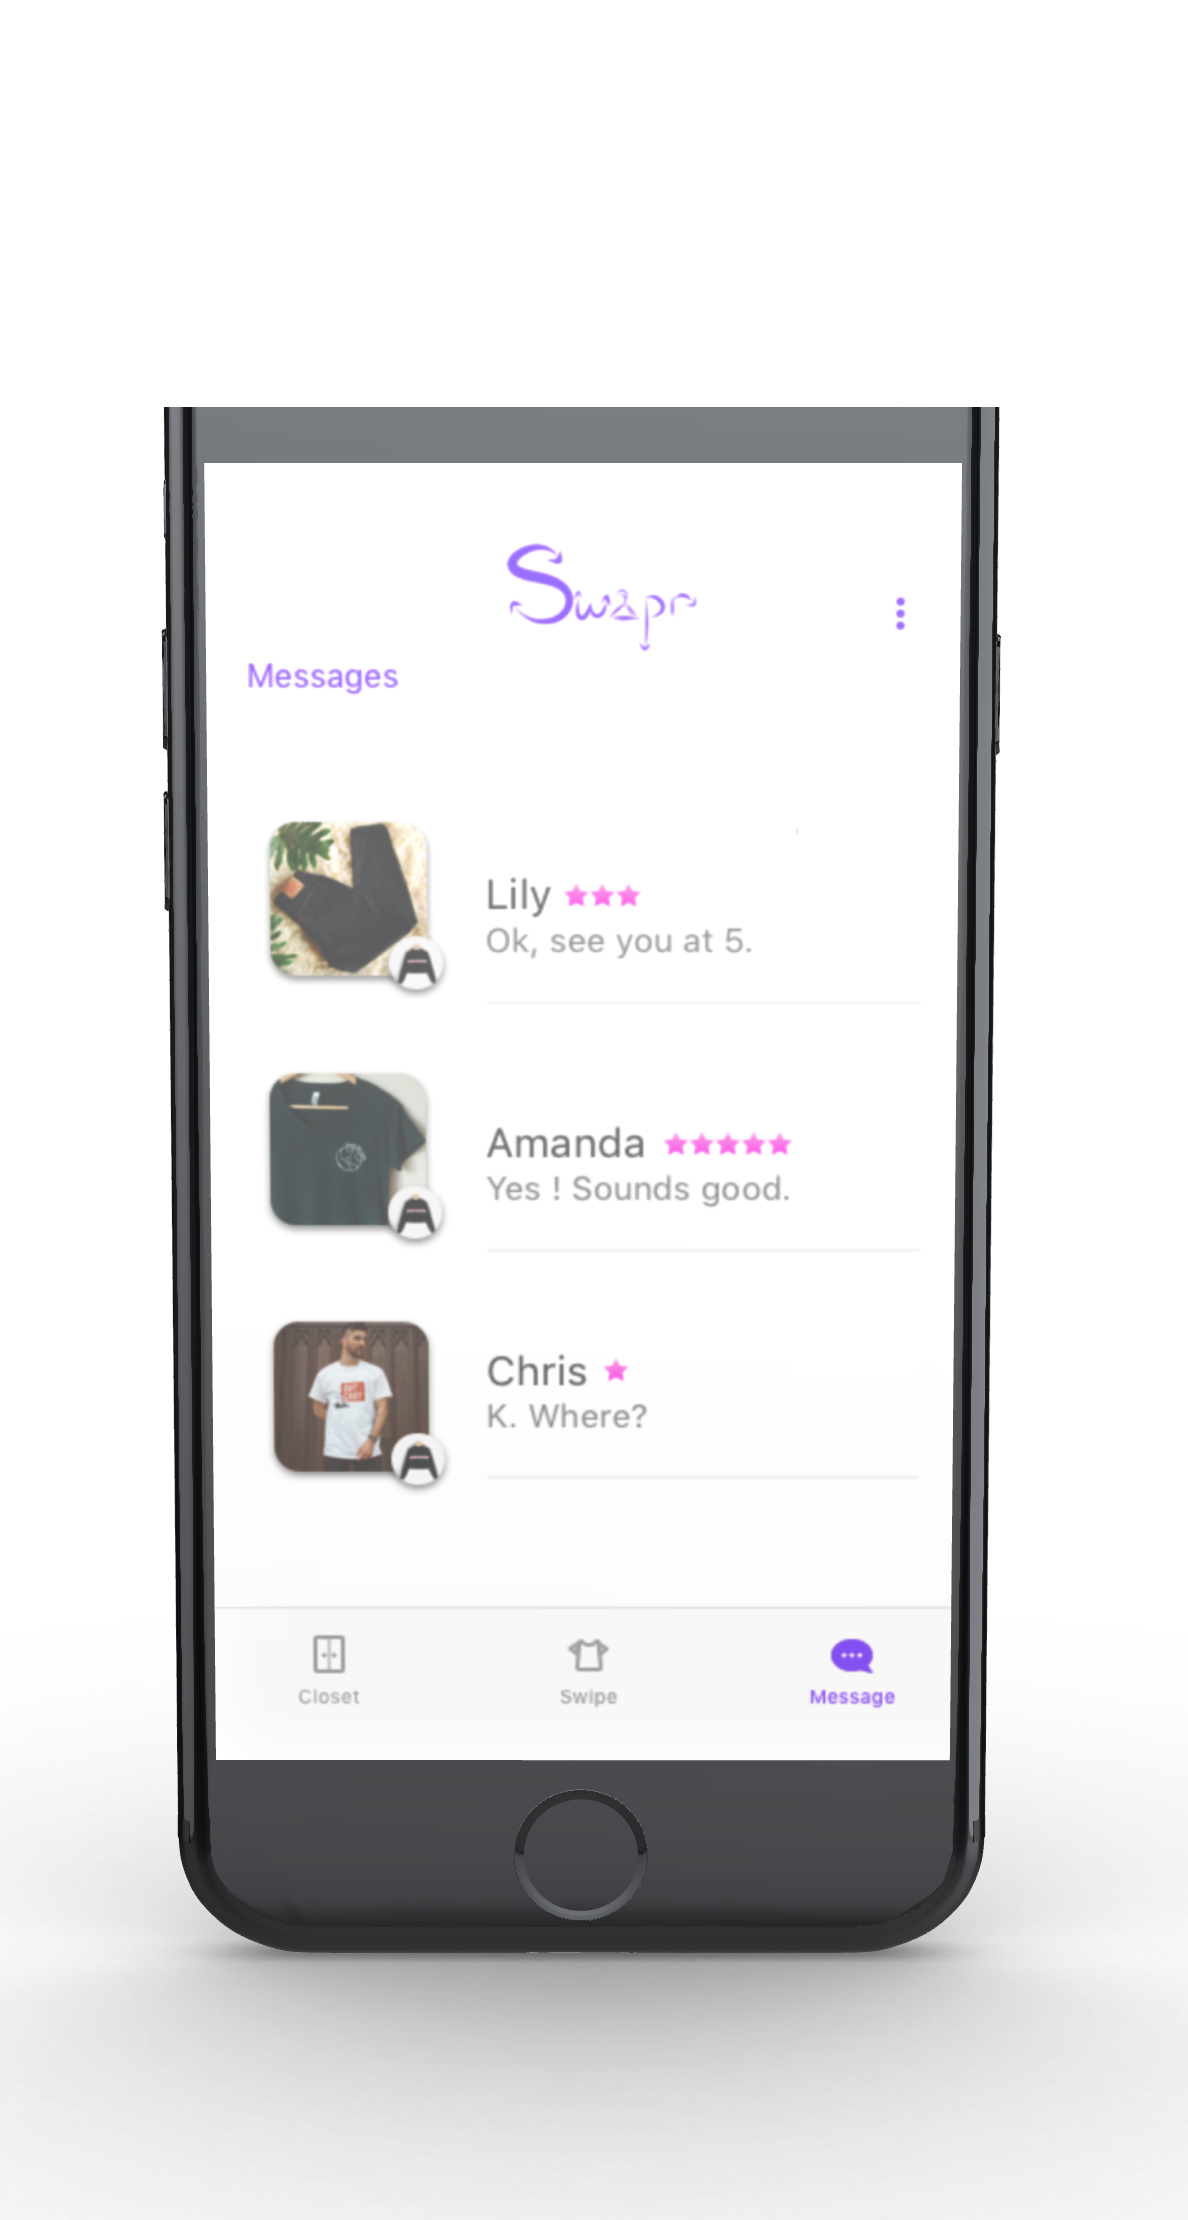 Swapr
Messages
Lily
Ok, see you at 5.
Amanda
Yes ! Sounds good.
Chris
K. Where?
Closet
Swipe
Message